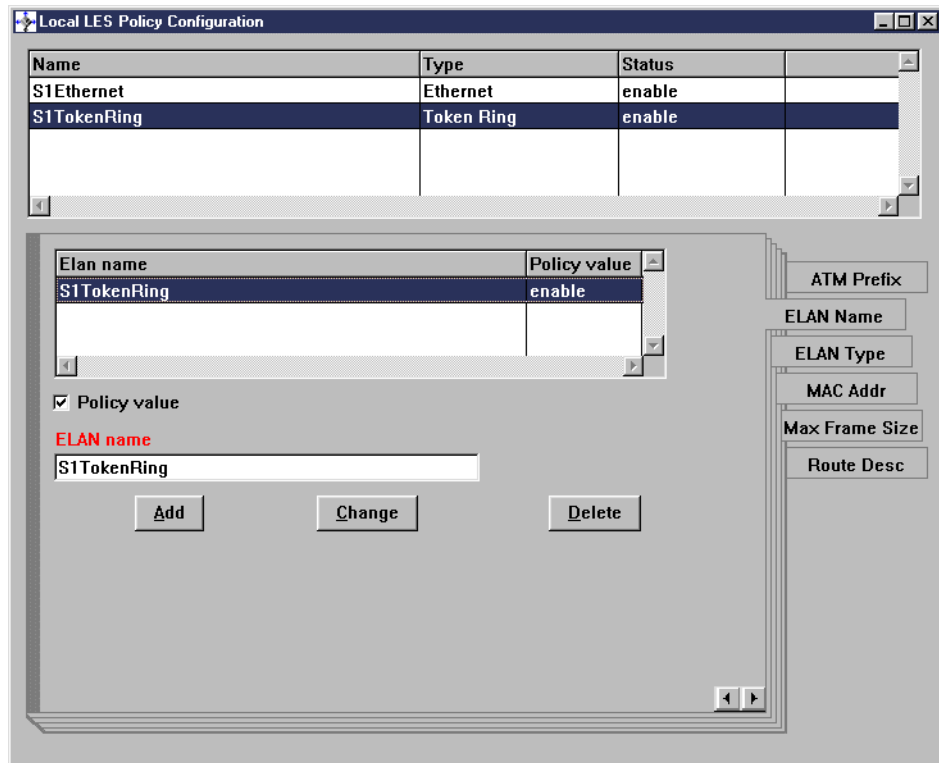 Local LES Policy Configuration
Name Type Status
S1Ethernet Ethernet enable
S1TokenRing Token Ring enable
Elan name Policy value
S1TokenRing enable
Policy value
ELAN name
S1TokenRing
Add Change Delete
ATM Prefix
ELAN Name
ELAN Type
MAC Addr
Max Frame Size
Route Desc